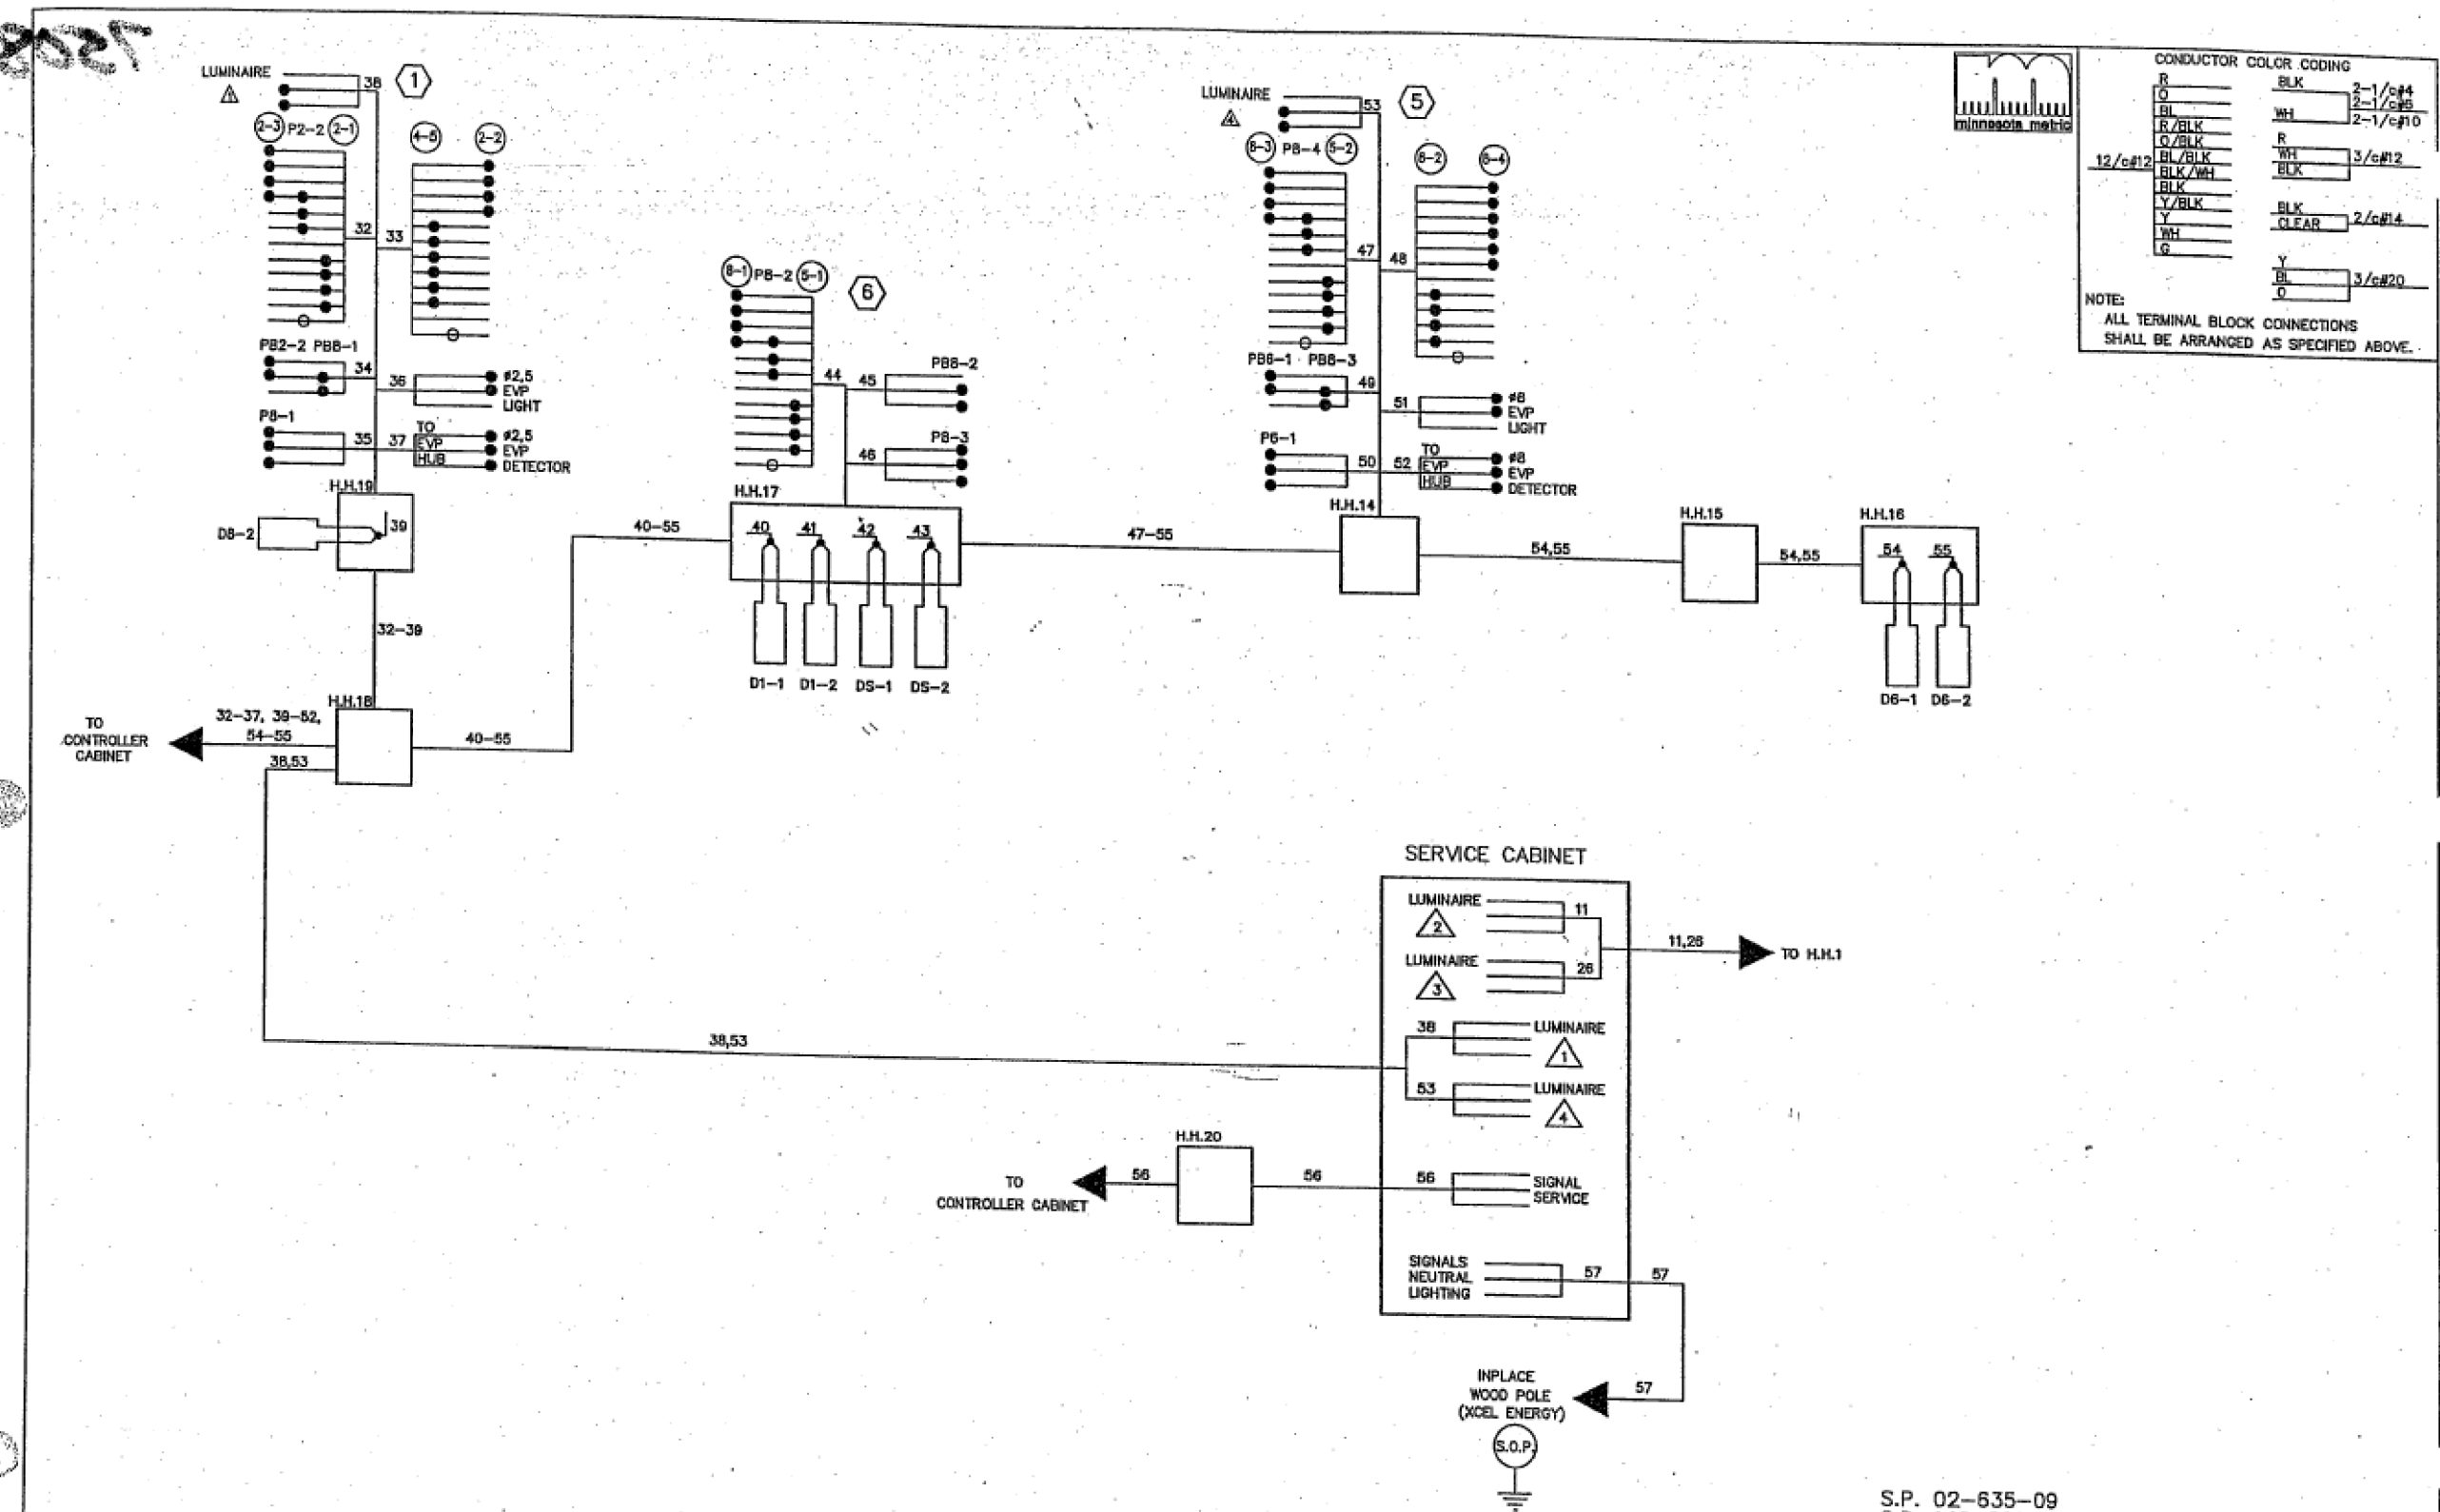 LUMINAIRE
1
38
1
2-3 P2-2 2-1
4-5
2-2
32
33
PB2-2 PB8-1
34
36
ø2,5
EVP
LIGHT
P8-1
35
37
TO
EVP
HUB
ø2,5
EVP
DETECTOR
H.H.19
D8-2
39
32-39
H.H.18
TO
CONTROLLER
CABINET
32-37, 39-52,
54-55
38,53
40-55
40-55
8-1 P8-2 5-1
6
44
45
PB8-2
46
P8-3
H.H.17
40
41
42
43
D1-1
D1-2
DS-1
DS-2
47-55
LUMINAIRE
4
53
5
8-3 P8-4 5-2
8-2
8-4
47
48
PB6-1 PB8-3
49
51
ø8
EVP
LIGHT
P6-1
50
52
TO
EVP
HUB
ø8
EVP
DETECTOR
H.H.14
54,55
H.H.15
54,55
H.H.16
54
55
D6-1
D6-2
minnesota metric
CONDUCTOR COLOR CODING
12/c#12
R
O
BL
R/BLK
O/BLK
BL/BLK
BLK/WH
BLK
Y/BLK
Y
WH
G
BLK
WH
2-1/c#4
2-1/c#6
2-1/c#10
R
WH
BLK
3/c#12
BLK
CLEAR
2/c#14
Y
BL
O
3/c#20
NOTE:
ALL TERMINAL BLOCK CONNECTIONS
SHALL BE ARRANGED AS SPECIFIED ABOVE.
SERVICE CABINET
LUMINAIRE
2
11
LUMINAIRE
3
26
11,26
TO H.H.1
38
LUMINAIRE
1
38,53
53
LUMINAIRE
4
H.H.20
TO
CONTROLLER CABINET
56
56
56
SIGNAL
SERVICE
SIGNALS
NEUTRAL
LIGHTING
57
57
INPLACE
WOOD POLE
(XCEL ENERGY)
57
S.O.P.
S.P. 02-635-09